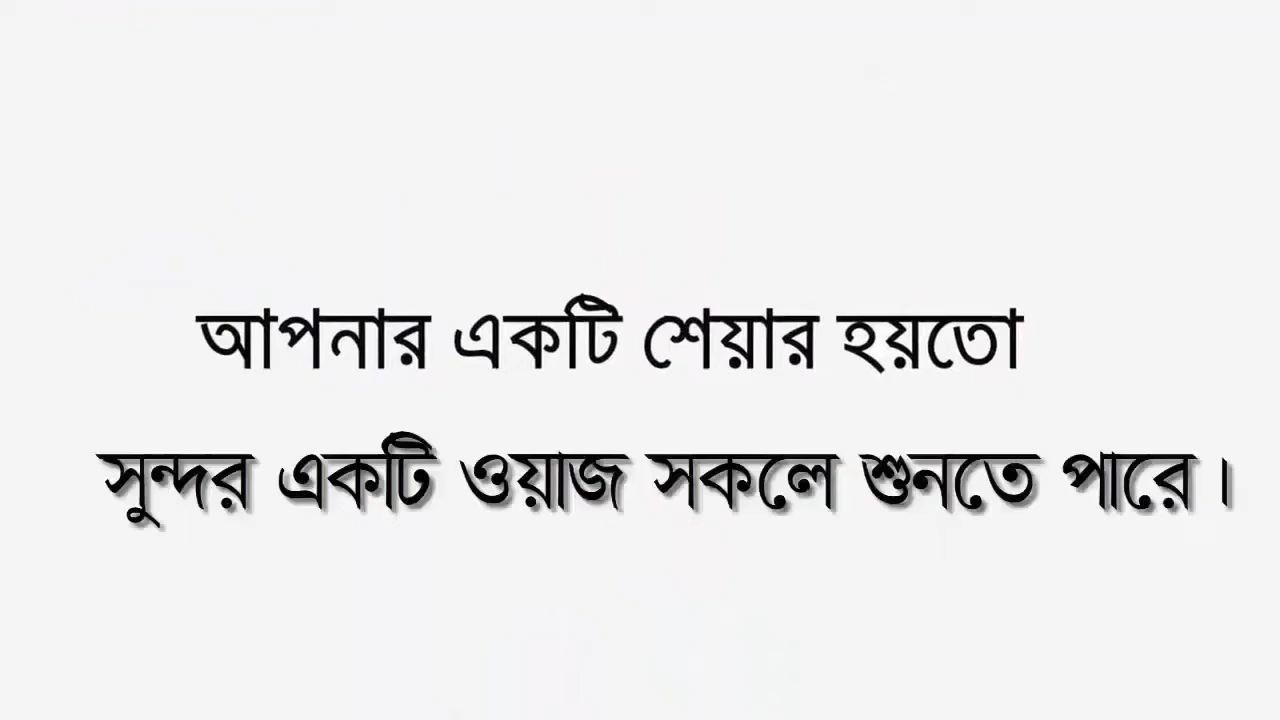 আপনার একটি শেয়ার হয়তো
সুন্দর একটি ওয়াজ সকলে শুনতে পারে।